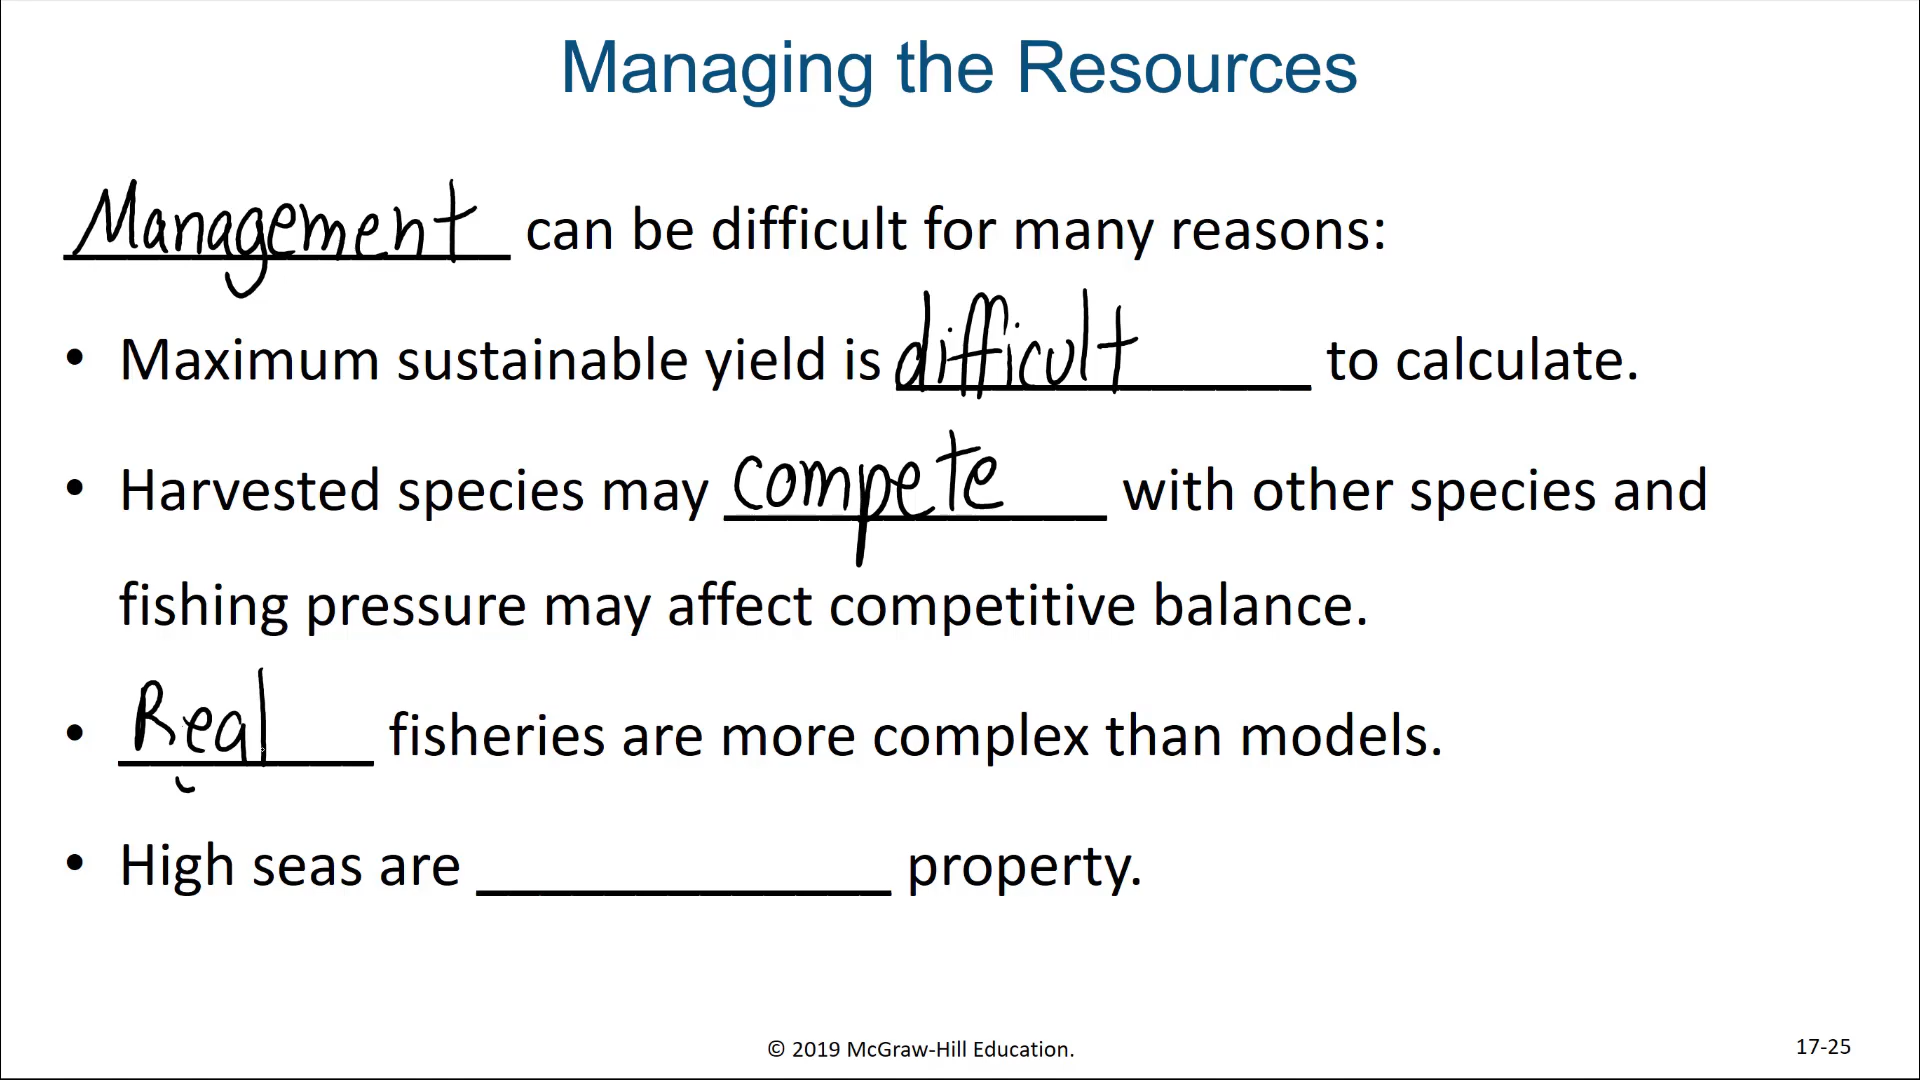 Managing the Resources
Management can be difficult for many reasons:
• Maximum sustainable yield is difficult to calculate.
• Harvested species may compete with other species and
fishing pressure may affect competitive balance.
• Real fisheries are more complex than models.
• High seas are _____________ property.
© 2019 McGraw-Hill Education.
17-25